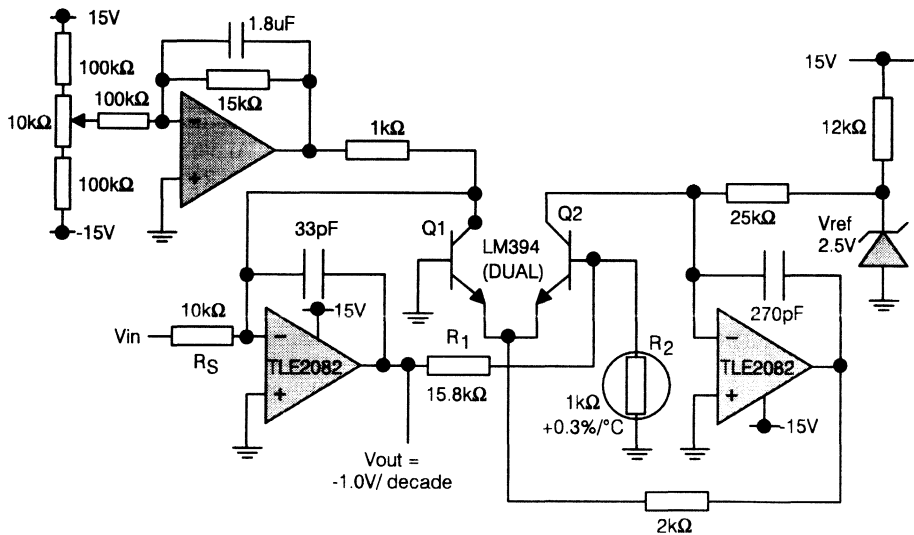 15V
100kΩ
10kΩ
100kΩ
-15V
100kΩ
1.8uF
15kΩ
1kΩ
33pF
Vin
10kΩ
RS
15V
TLE2082
Vout =
-1.0V/ decade
R1
15.8kΩ
Q1
LM394
(DUAL)
Q2
R2
1kΩ
+0.3%/°C
2kΩ
25kΩ
270pF
TLE2082
-15V
15V
12kΩ
Vref
2.5V